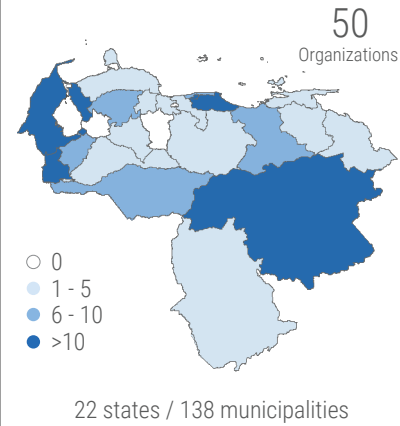 50
Organizations
0
1 - 5
6 - 10
>10
22 states / 138 municipalities